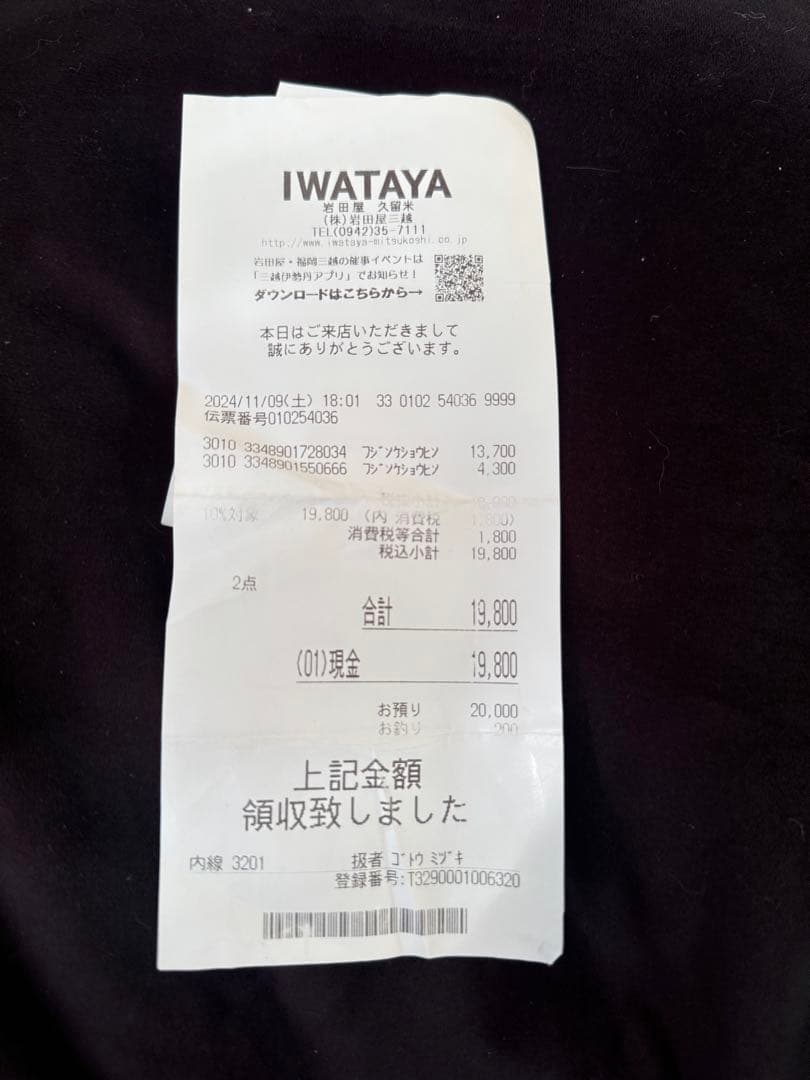 IWATAYA
岩田屋 久留米
(株)岩田屋三越
TEL(0942)35-7111
http://www.iwataya-mitsukoshi.co.jp
岩田屋・福岡三越の催事イベントは
「三越伊勢丹アプリ」でお知らせ!
ダウンロードはこちらから→
本日はご来店いただきまして
誠にありがとうございます。
2024/11/09(土) 18:01 33 0102 54036 9999
伝票番号010254036
3010 3348901728034 フジンケショウヒン 13,700
3010 3348901550666 フジンケショウヒン 4,300
10%対象 19,800 (内 消費税 1,800)
消費税等合計 1,800
税込小計 19,800
2点
合計 19,800
(01)現金 19,800
お預り 20,000
お釣り 200
上記金額
領収致しました
内線 3201 扱者 ゴトウ ミヅキ
登録番号:T3290001006320